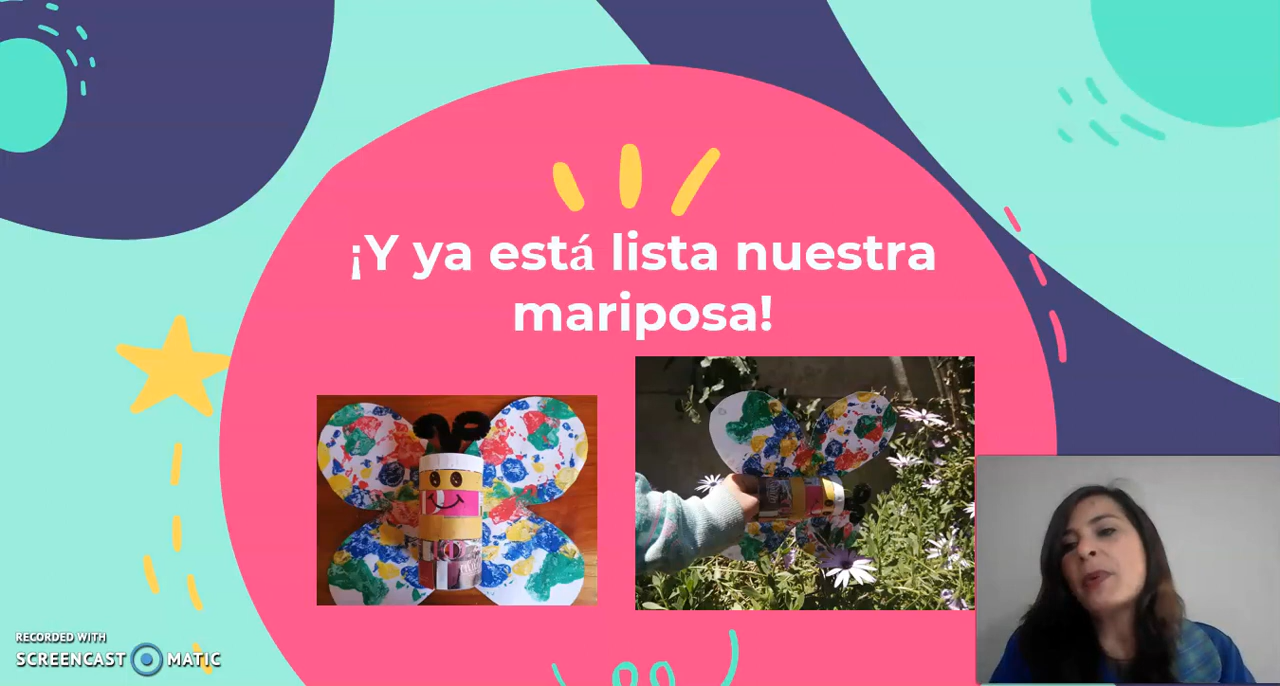 ¡Y ya está lista nuestra
mariposa!
RECORDED WITH
SCREENCAST MATIC